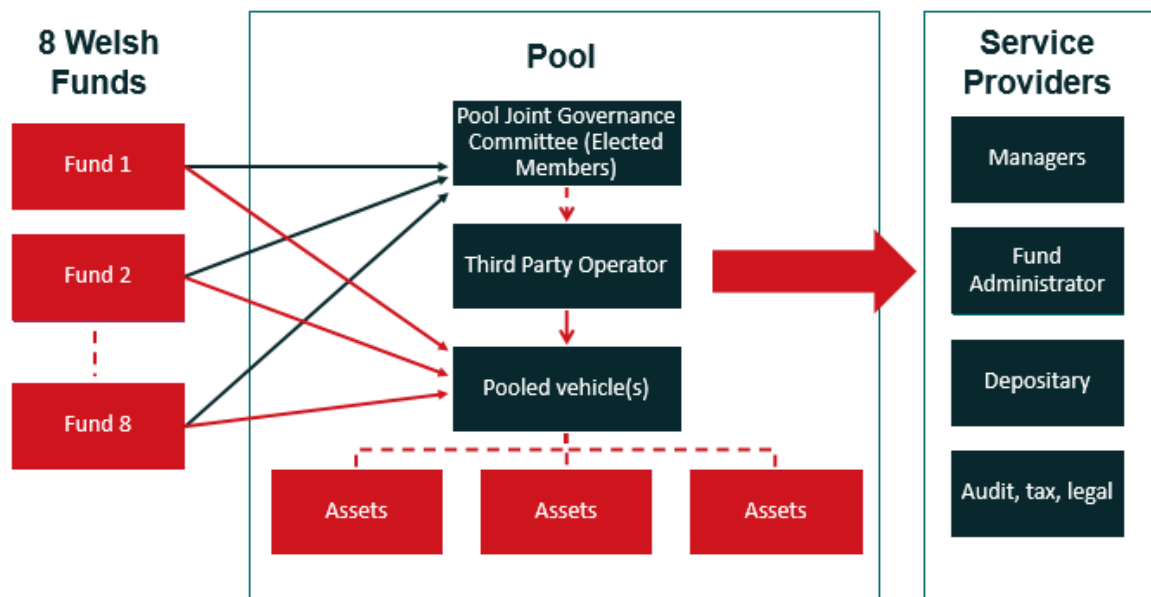 8 Welsh
Funds
Fund 1
Fund 2
Fund 8
Pool
Pool Joint Governance
Committee (Elected
Members)
Third Party Operator
Pooled vehicle(s)
Assets
Assets
Assets
Service
Providers
Managers
Fund
Administrator
Depositary
Audit, tax, legal